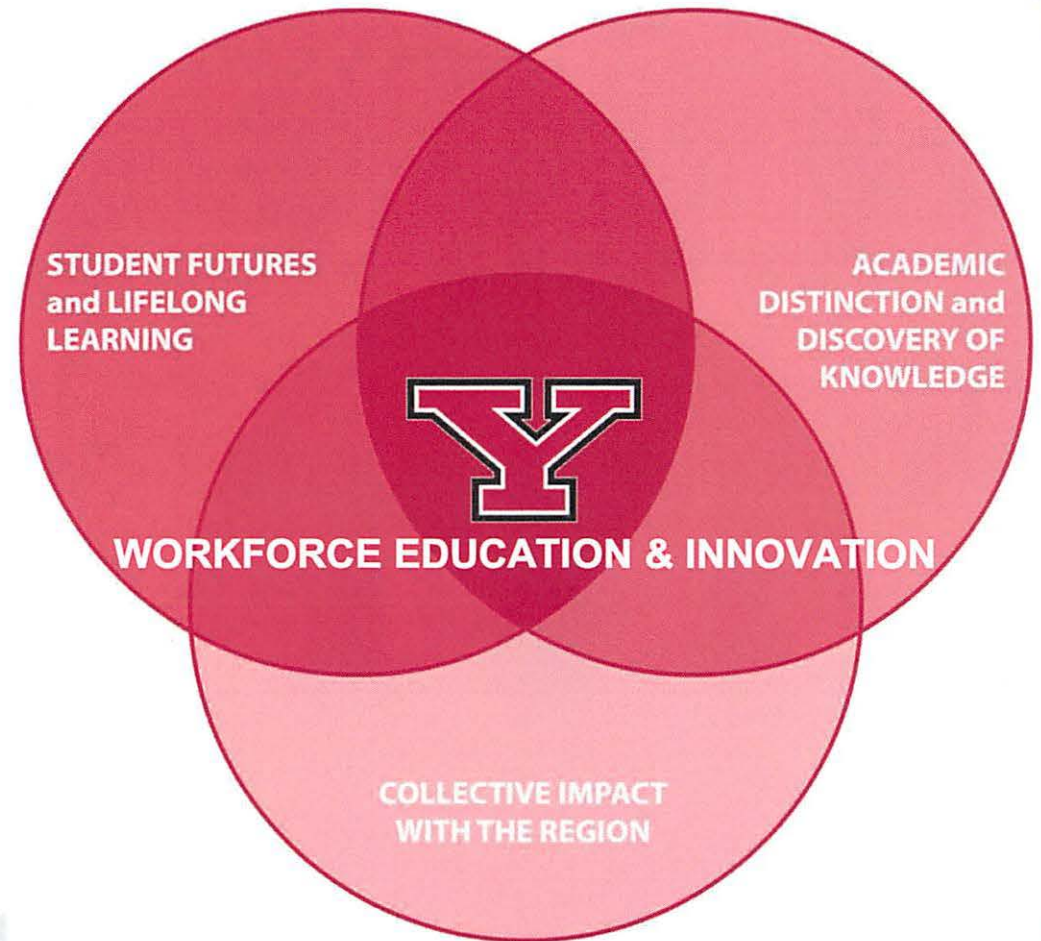 STUDENT FUTURES
and LIFELONG
LEARNING
ACADEMIC
DISTINCTION and
DISCOVERY OF
KNOWLEDGE
Y
WORKFORCE EDUCATION & INNOVATION
COLLECTIVE IMPACT
WITH THE REGION